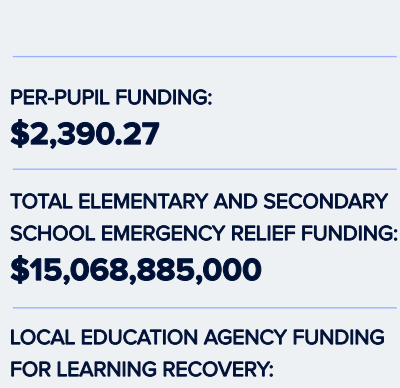 PER-PUPIL FUNDING:
$2,390.27
TOTAL ELEMENTARY AND SECONDARY
SCHOOL EMERGENCY RELIEF FUNDING:
$15,068,885,000
LOCAL EDUCATION AGENCY FUNDING
FOR LEARNING RECOVERY: